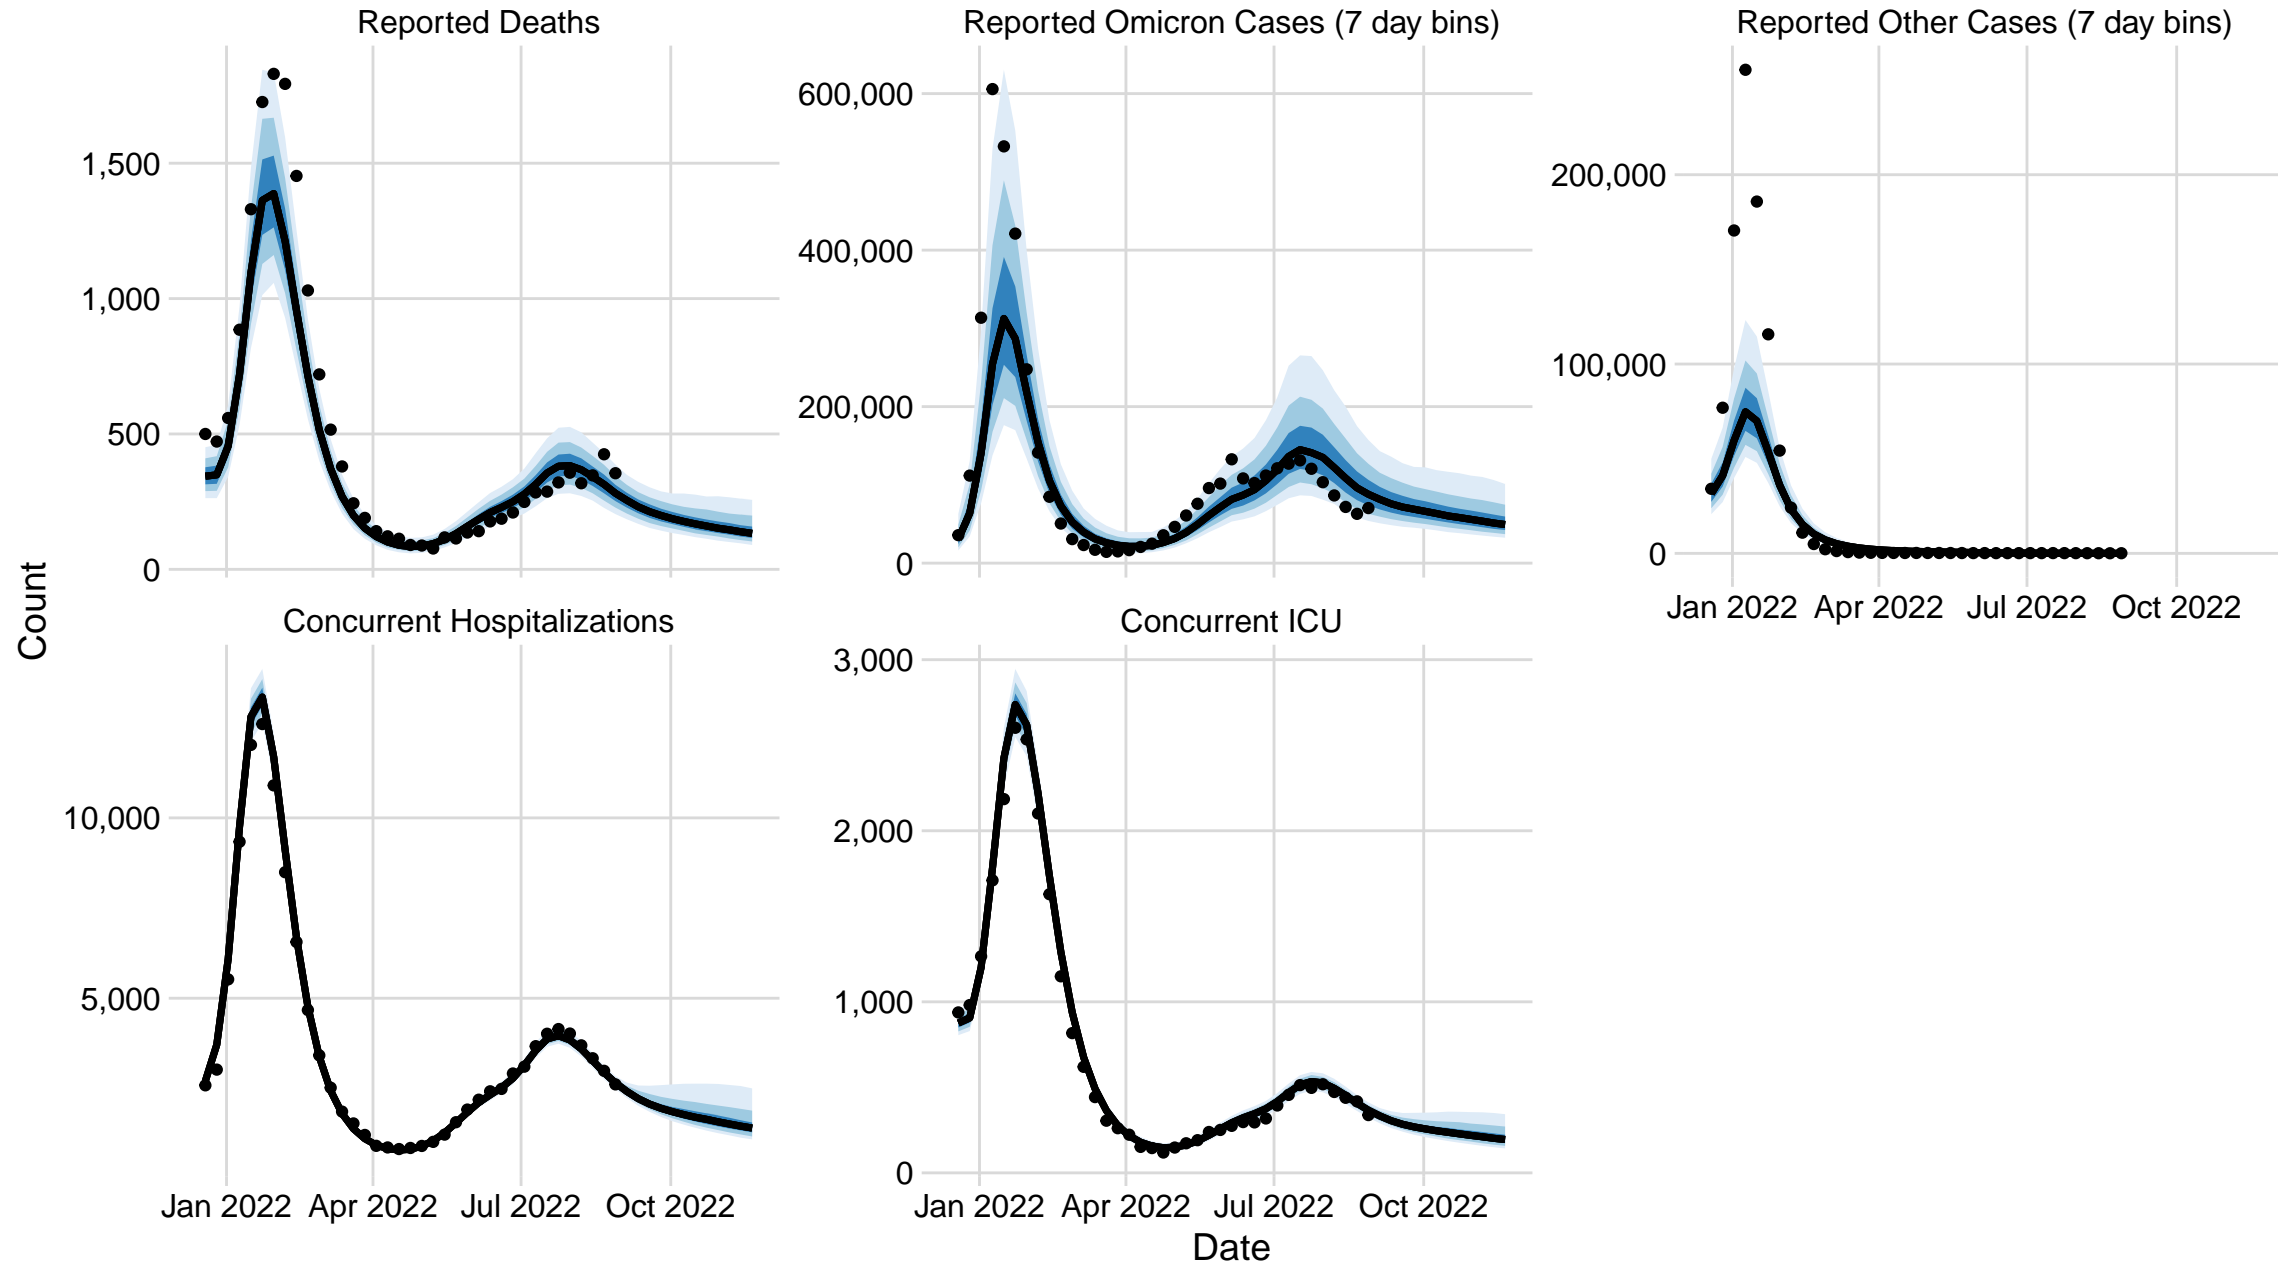 Reported Deaths
Reported Omicron Cases (7 day bins)
Reported Other Cases (7 day bins)
1,500
1,000
500
0
600,000
400,000
200,000
0
200,000
100,000
0
Jan 2022 Apr 2022 Jul 2022 Oct 2022
Count
Concurrent Hospitalizations
Concurrent ICU
10,000
5,000
3,000
2,000
1,000
0
Jan 2022 Apr 2022 Jul 2022 Oct 2022
Jan 2022 Apr 2022 Jul 2022 Oct 2022
Date